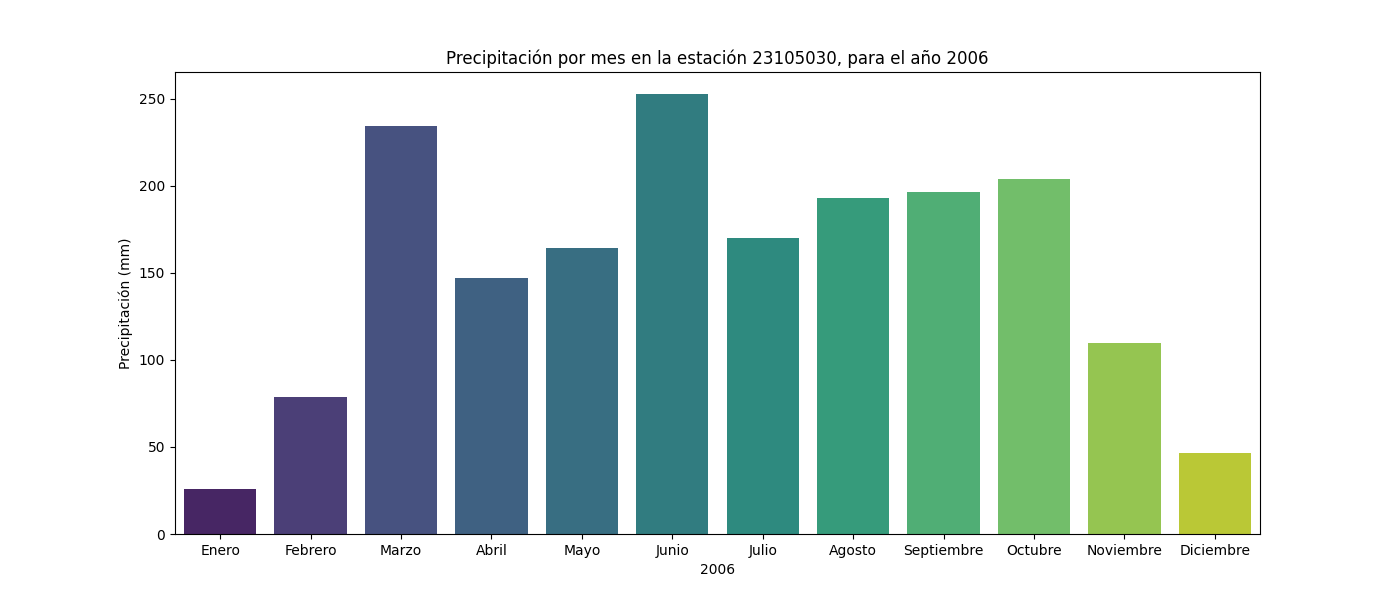 Precipitación por mes en la estación 23105030, para el año 2006
Precipitación (mm)
250
200
150
100
50
0
Enero Febrero Marzo Abril Mayo Junio Julio Agosto Septiembre Octubre Noviembre Diciembre
2006